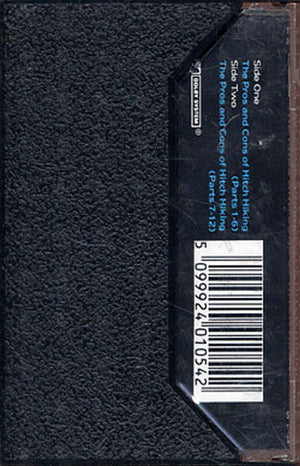 Side One
The Pros and Cons of Hitch Hiking
(Parts 1-6)
Side Two
The Pros and Cons of Hitch Hiking
(Parts 7-12)
DOLBY SYSTEM ®
5 099924 010542